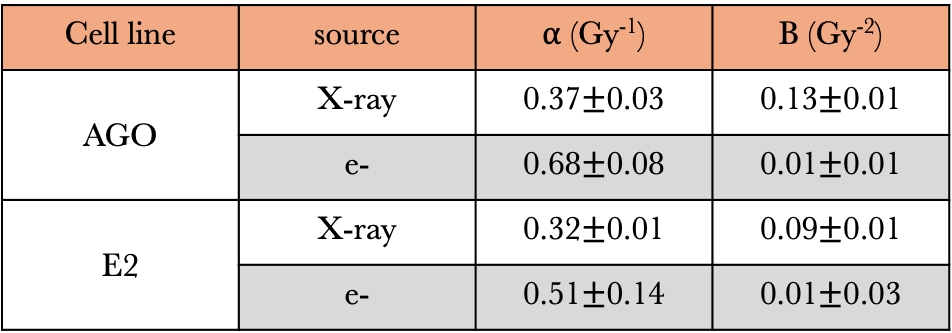 Cell line source α (Gy-1) B (Gy-2)
X-ray 0.37±0.03 0.13±0.01
AGO
e- 0.68±0.08 0.01±0.01
X-ray 0.32±0.01 0.09±0.01
E2
e- 0.51±0.14 0.01±0.03